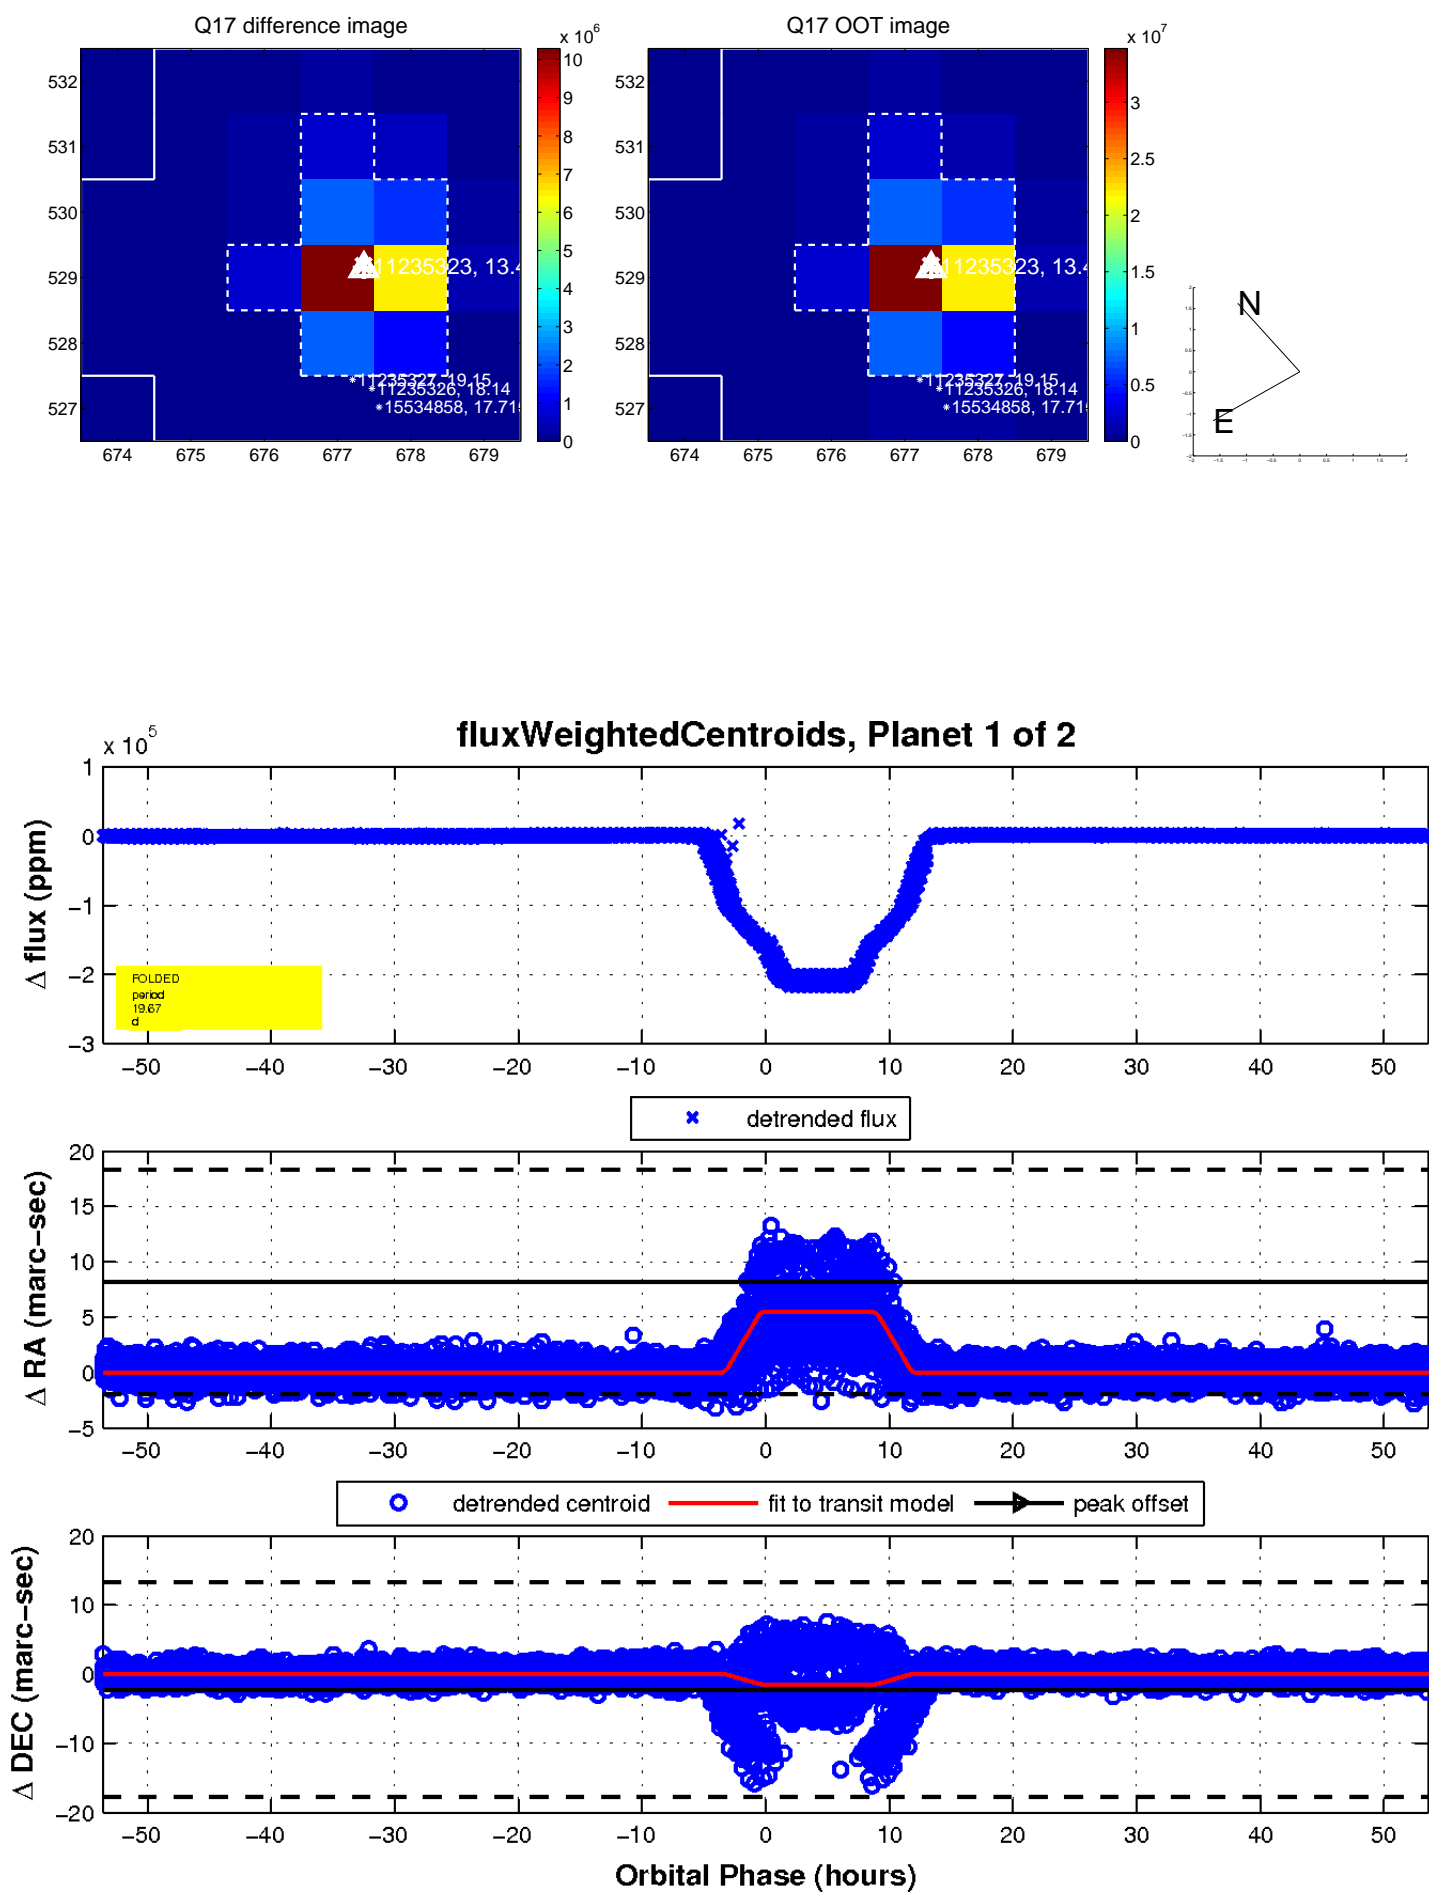 Q17 difference image
Q17 OOT image
x 10^6
x 10^7
532
531
530
529
528
527
674 675 676 677 678 679
10
9
8
7
6
5
4
3
2
1
0
11235323, 13.4
11235327, 19.15
11235326, 18.14
15534858, 17.715
532
531
530
529
528
527
674 675 676 677 678 679
3
2.5
2
1.5
1
0.5
0
11235323, 13.4
11235327, 19.15
11235326, 18.14
15534858, 17.715
N
E
fluxWeightedCentroids, Planet 1 of 2
x 10^5
Δ flux (ppm)
1
0
−1
−2
−3
FOLDED
period
19.67
d
−50 −40 −30 −20 −10 0 10 20 30 40 50
detrended flux
Δ RA (marc−sec)
20
15
10
5
0
−5
−50 −40 −30 −20 −10 0 10 20 30 40 50
detrended centroid fit to transit model peak offset
Δ DEC (marc−sec)
20
10
0
−10
−20
−50 −40 −30 −20 −10 0 10 20 30 40 50
Orbital Phase (hours)